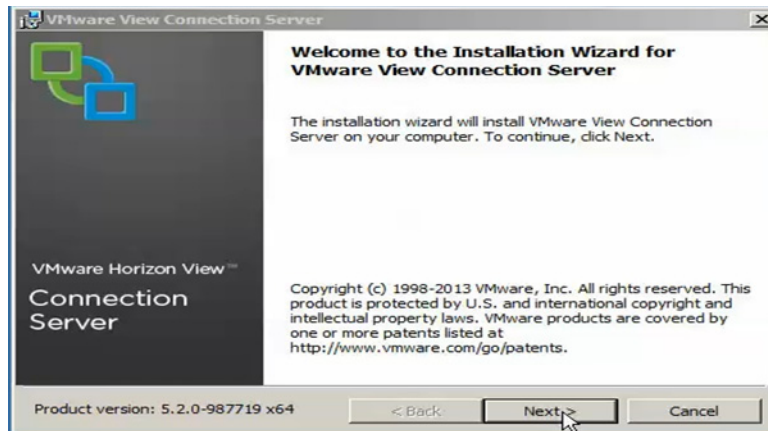 VMware View Connection Server
Welcome to the Installation Wizard for
VMware View Connection Server
The installation wizard will install VMware View Connection
Server on your computer. To continue, click Next.
VMware Horizon View™
Connection
Server
Copyright (c) 1998-2013 VMware, Inc. All rights reserved. This
product is protected by U.S. and international copyright and
intellectual property laws. VMware products are covered by
one or more patents listed at
http://www.vmware.com/go/patents.
Product version: 5.2.0-987719 x64
< Back
Next >
Cancel